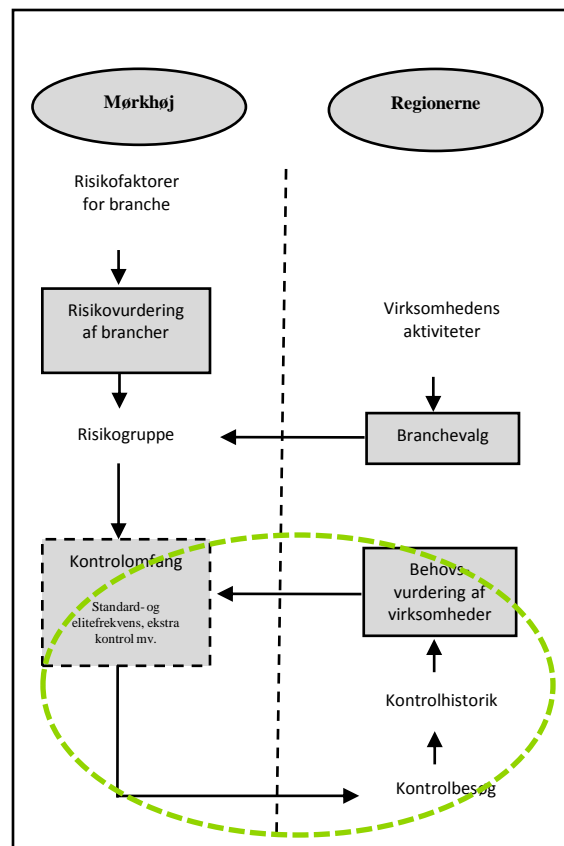 Mørkhøj
Regionerne
Risikofaktorer
for branche
Risikovurdering
af brancher
Virksomhedens
aktiviteter
Risikogruppe
Branchevalg
Kontrolomfang
Standard- og
elitefrekvens, ekstra
kontrol mv.
Behovs-
vurdering af
virksomheder
Kontrolhistorik
Kontrolbesøg